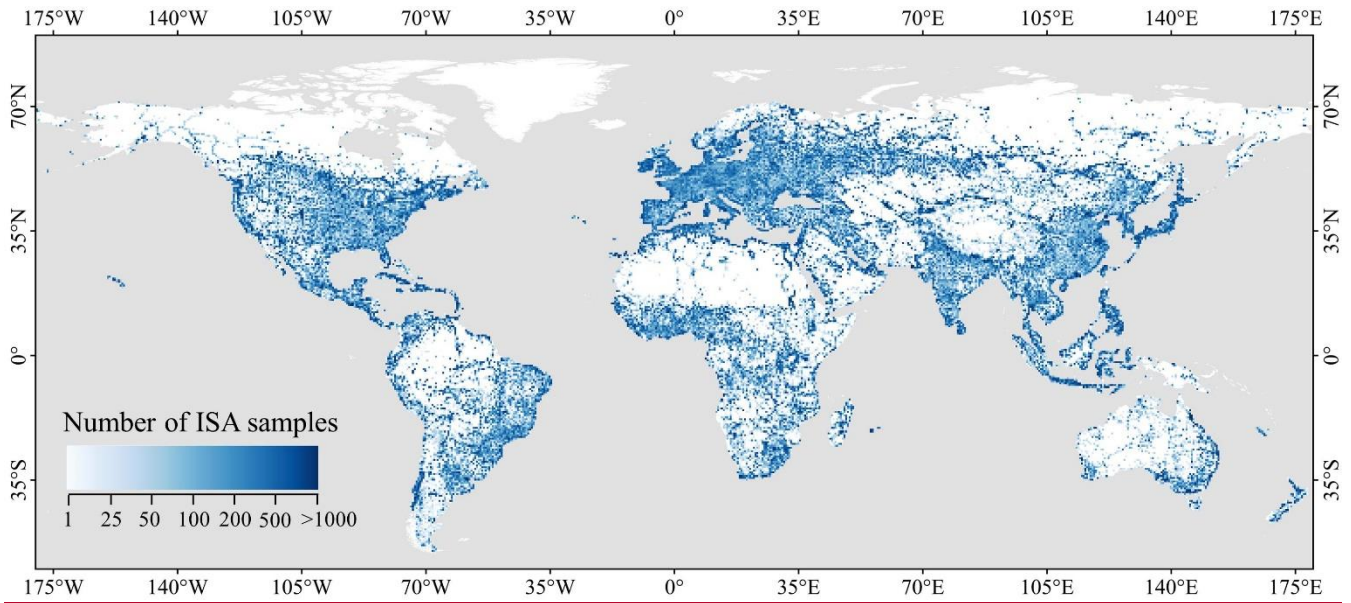 175°W 140°W 105°W 70°W 35°W 0° 35°E 70°E 105°E 140°E 175°E
70°N 70°N
35°N 35°N
0° 0°
Number of ISA samples
35°S 35°S
1 25 50 100 200 500 >1000
175°W 140°W 105°W 70°W 35°W 0° 35°E 70°E 105°E 140°E 175°E